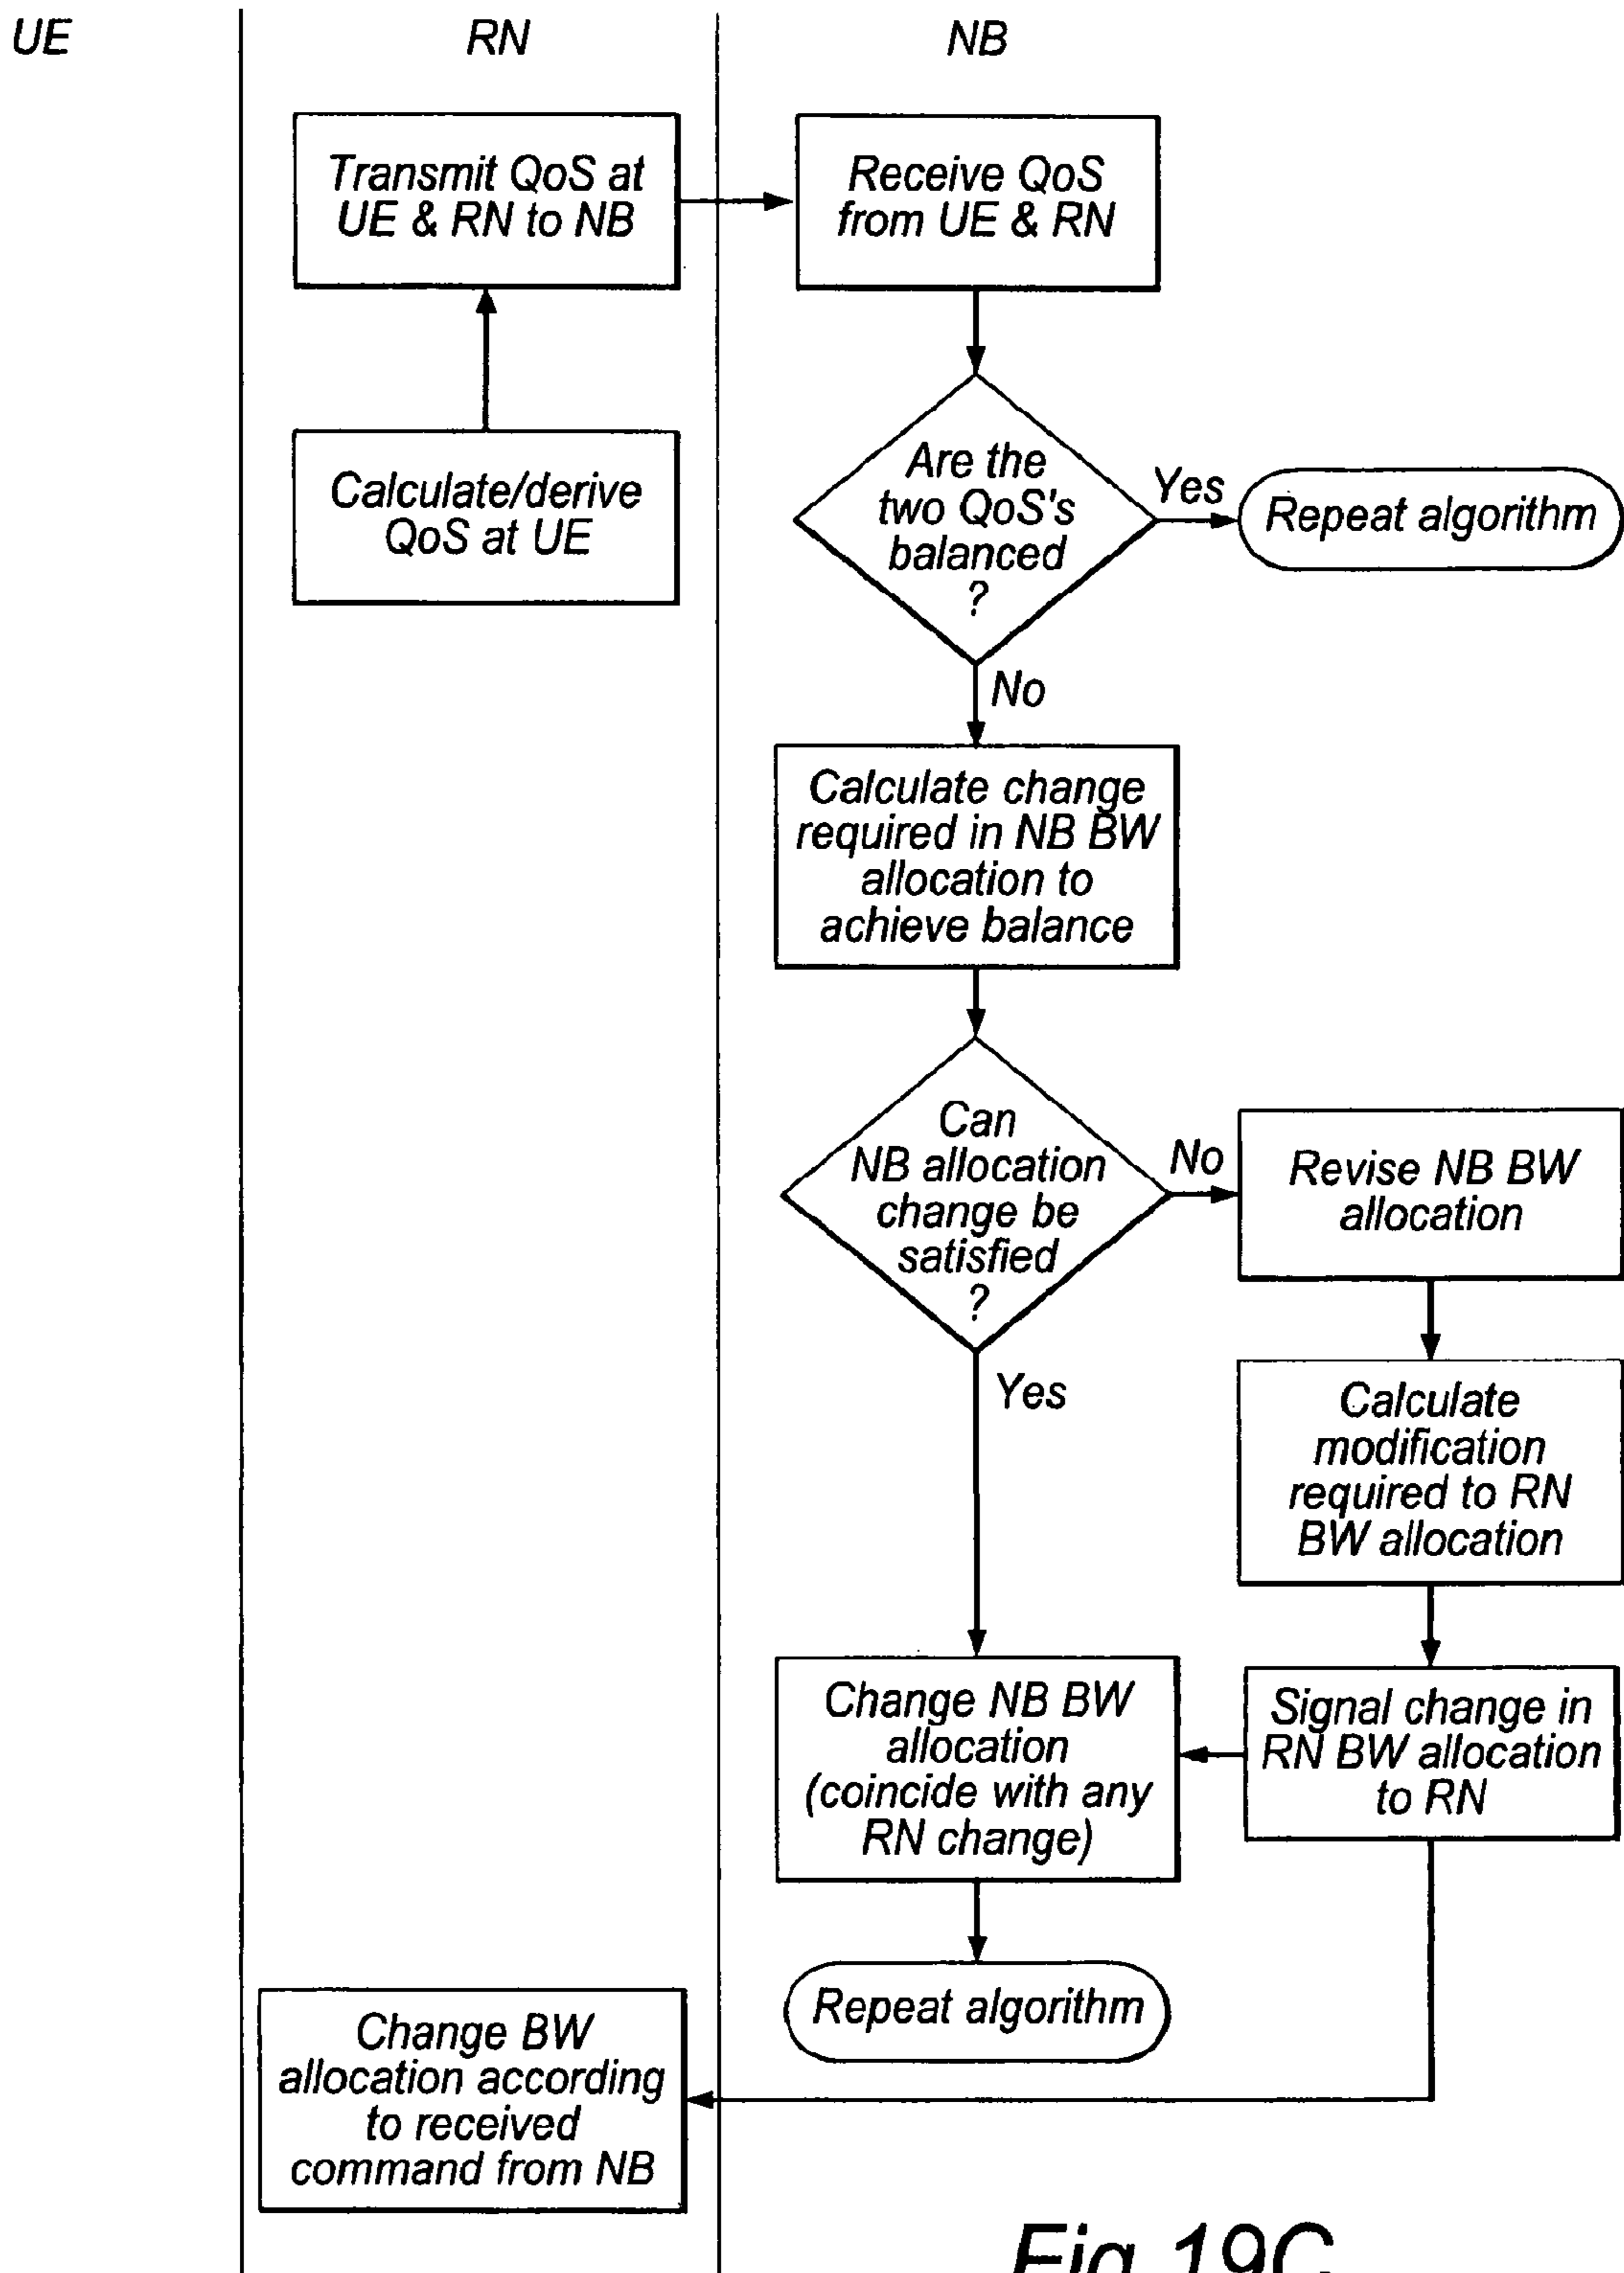 UE
RN
NB
Transmit QoS at
UE & RN to NB
Receive QoS
from UE & RN
Calculate/derive
QoS at UE
Are the
two QoS's
balanced
?
Yes
Repeat algorithm
No
Calculate change
required in NB BW
allocation to
achieve balance
Can
NB allocation
change be
satisfied
?
No
Revise NB BW
allocation
Yes
Calculate
modification
required to RN
BW allocation
Change NB BW
allocation
(coincide with any
RN change)
Signal change in
RN BW allocation
to RN
Repeat algorithm
Change BW
allocation according
to received
command from NB
Fig.19C